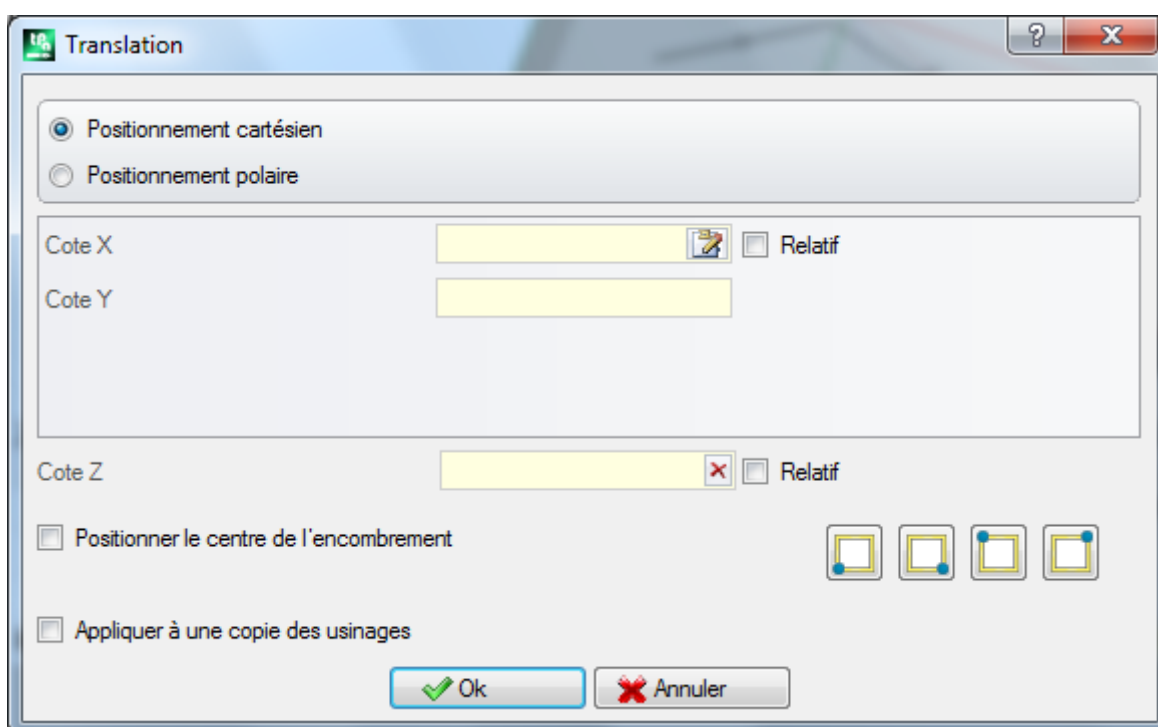 Translation
Positionnement cartésien
Positionnement polaire
Cote X
Relatif
Cote Y
Cote Z
Relatif
Positionner le centre de l'encombrement
Appliquer à une copie des usinages
Ok
Annuler